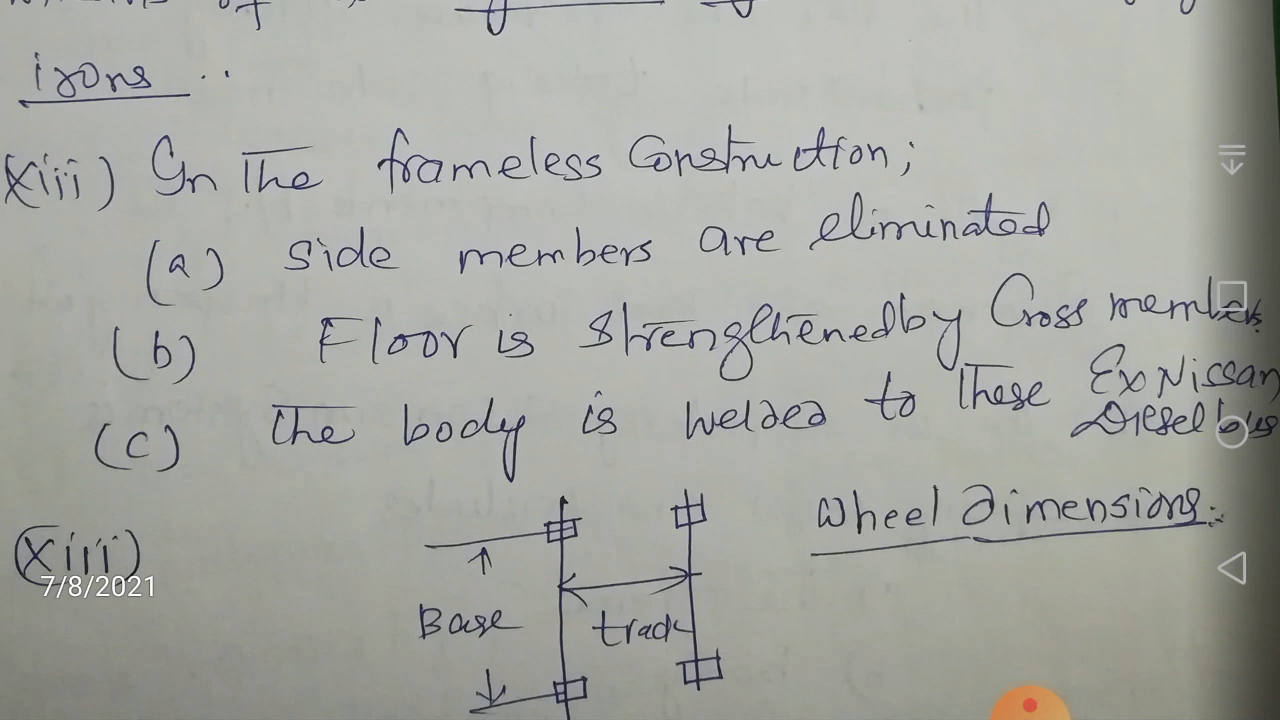 irons ..
(xiii) In The frameless Construction;
(a) side members are eliminated
(b) Floor is strengthened by Cross members
(c) The body is welded to these Ex Nissan Diesel bus
(xiii) Wheel Dimensions:
7/8/2021
Base track